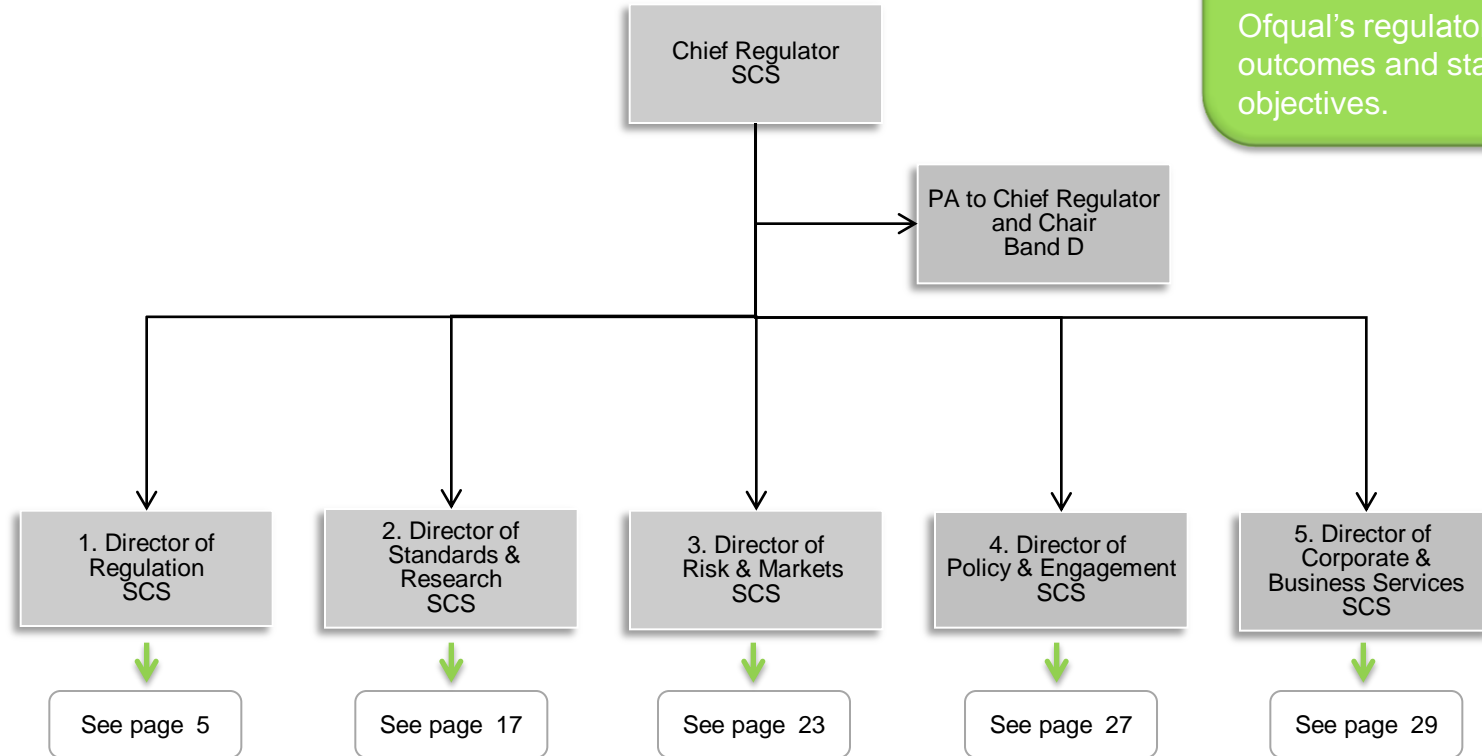 Chief Regulator
SCS
Ofqual's
outcomes and
objectives.
PA to Chief Regulator
and Chair
Band D
1. Director of
Regulation
SCS
2. Director of
Standards &
Research
SCS
3. Director of
Risk & Markets
SCS
4. Director of
Policy & Engagement
SCS
5. Director of
Corporate &
Business Services
SCS
See page 5
See page 17
See page 23
See page 27
See page 29